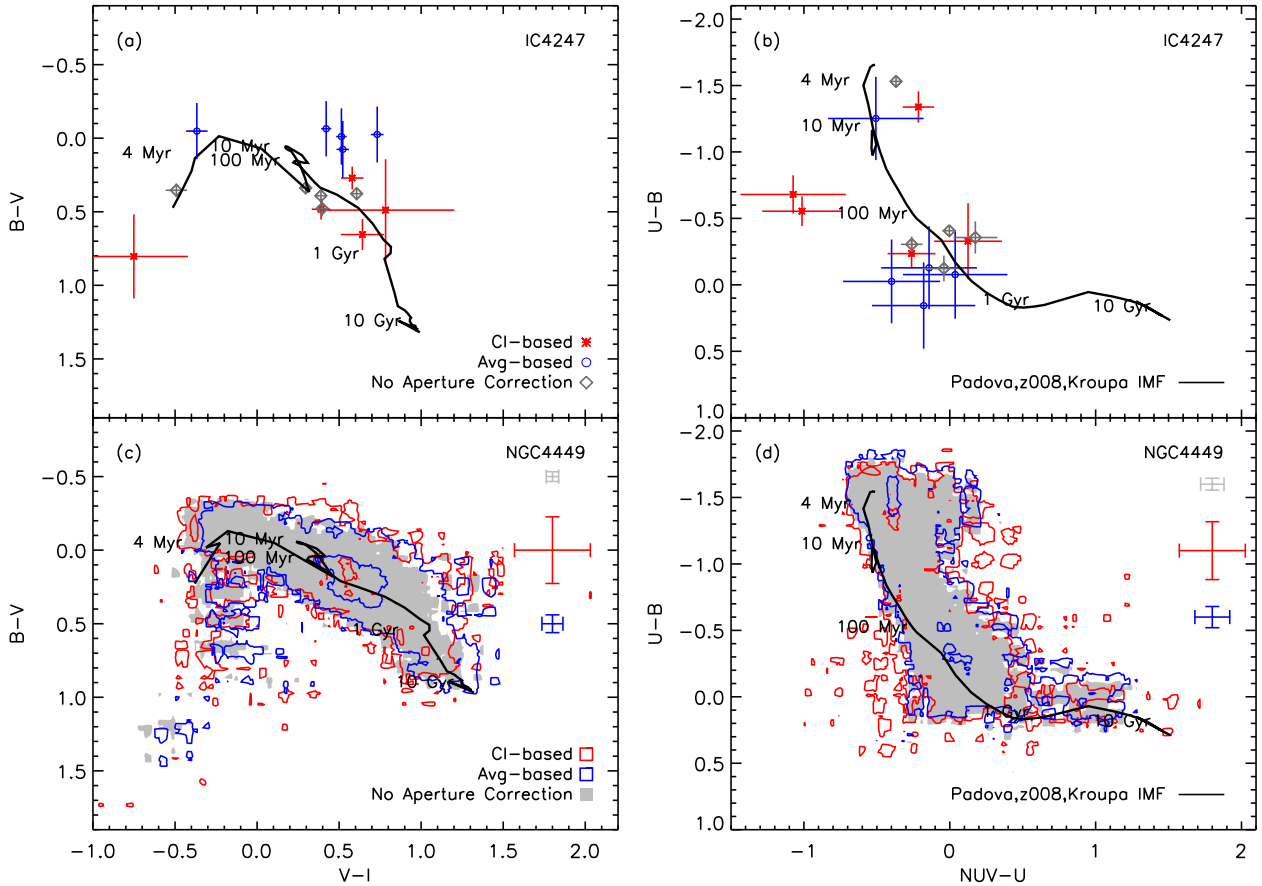 (a) IC4247
−0.5
0.0
0.5
1.0
1.5
B−V
4 Myr
10 Myr
100 Myr
1 Gyr
10 Gyr
CI−based
Avg−based
No Aperture Correction
(b) IC4247
−2.0
−1.5
−1.0
−0.5
0.0
0.5
1.0
U−B
4 Myr
10 Myr
100 Myr
1 Gyr
10 Gyr
Padova,z008,Kroupa IMF
(c) NGC4449
−0.5
0.0
0.5
1.0
1.5
B−V
4 Myr
10 Myr
100 Myr
1 Gyr
10 Gyr
CI−based
Avg−based
No Aperture Correction
−1.0 −0.5 0.0 0.5 1.0 1.5 2.0
V−I
(d) NGC4449
−2.0
−1.5
−1.0
−0.5
0.0
0.5
1.0
U−B
4 Myr
10 Myr
100 Myr
1 Gyr
10 Gyr
Padova,z008,Kroupa IMF
−1 0 1 2
NUV−U